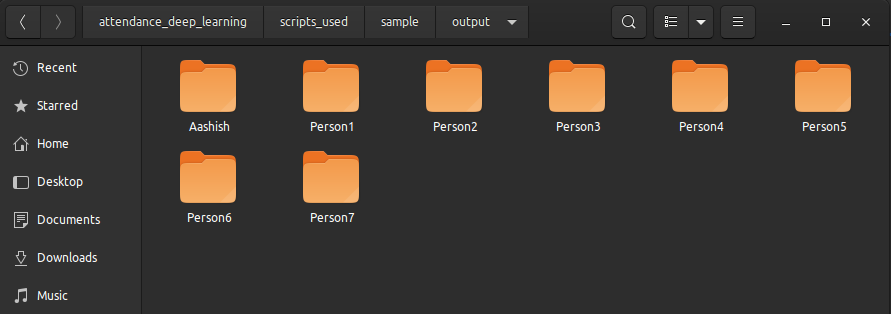 attendance_deep_learning scripts_used sample output
Recent
Starred
Home
Desktop
Documents
Downloads
Music
Aashish Person1 Person2 Person3 Person4 Person5
Person6 Person7